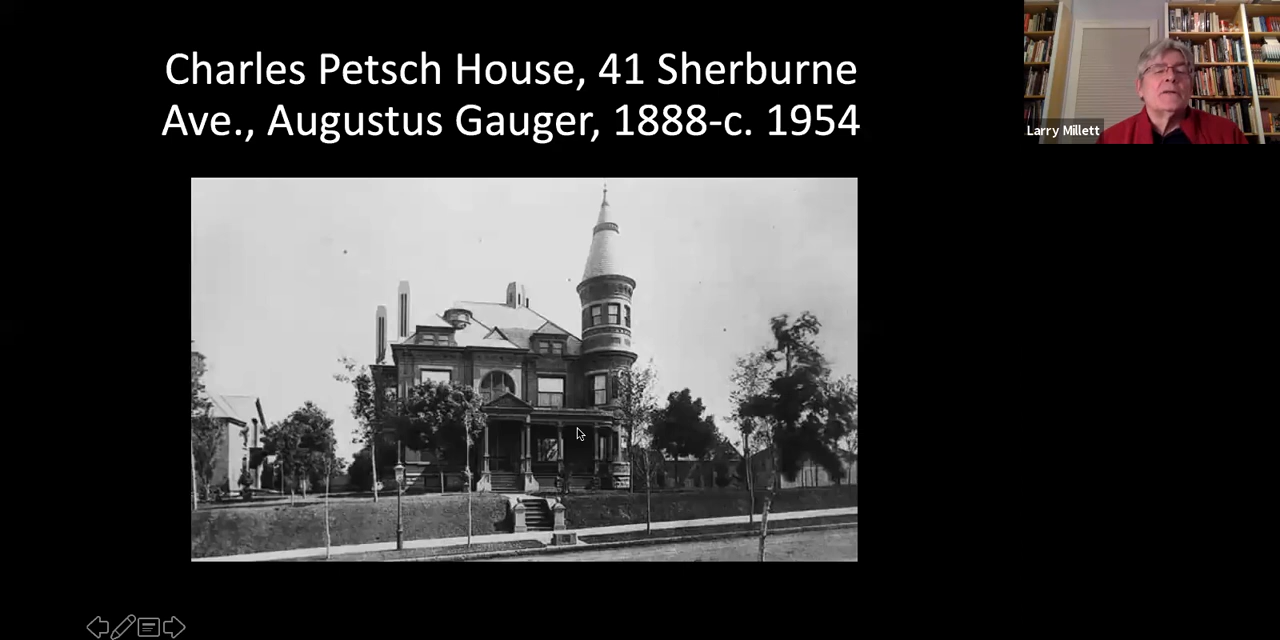 Charles Petsch House, 41 Sherburne
Ave., Augustus Gauger, 1888-c. 1954
Larry Millett